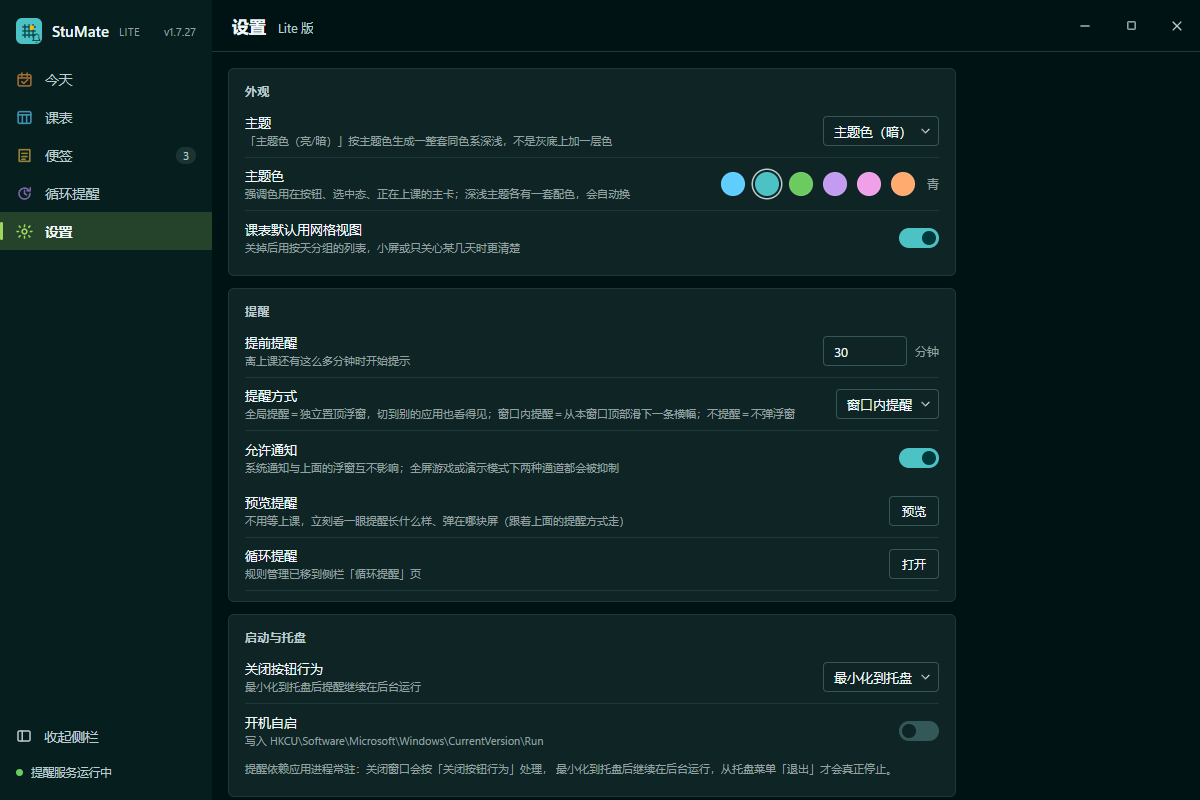 StuMate LITE v1.7.27
今天
课表
便签 3
循环提醒
设置
收起侧栏
提醒服务运行中
设置 Lite 版
外观
主题
「主题色（亮/暗）」按主题色生成一整套同色系深浅，不是灰底上加一层色
主题色（暗）
主题色
强调色用在按钮、选中态、正在上课的主卡；深浅主题各有一套配色，会自动换
青
课表默认用网格视图
关掉后用按天分组的列表，小屏或只关心某几天时更清楚
提醒
提前提醒
离上课还有这么多分钟时开始提示
30 分钟
提醒方式
全局提醒＝独立置顶浮窗，切到别的应用也看得见；窗口内提醒＝从本窗口顶部滑下一条横幅；不提醒＝不弹浮窗
窗口内提醒
允许通知
系统通知与上面的浮窗互不影响；全屏游戏或演示模式下两种通道都会被抑制
预览提醒
不用等上课，立刻看一眼提醒长什么样、弹在哪块屏（跟着上面的提醒方式走）
预览
循环提醒
规则管理已移到侧栏「循环提醒」页
打开
启动与托盘
关闭按钮行为
最小化到托盘后提醒继续在后台运行
最小化到托盘
开机自启
写入 HKCU\Software\Microsoft\Windows\CurrentVersion\Run
提醒依赖应用进程常驻：关闭窗口会按「关闭按钮行为」处理， 最小化到托盘后继续在后台运行，从托盘菜单「退出」才会真正停止。